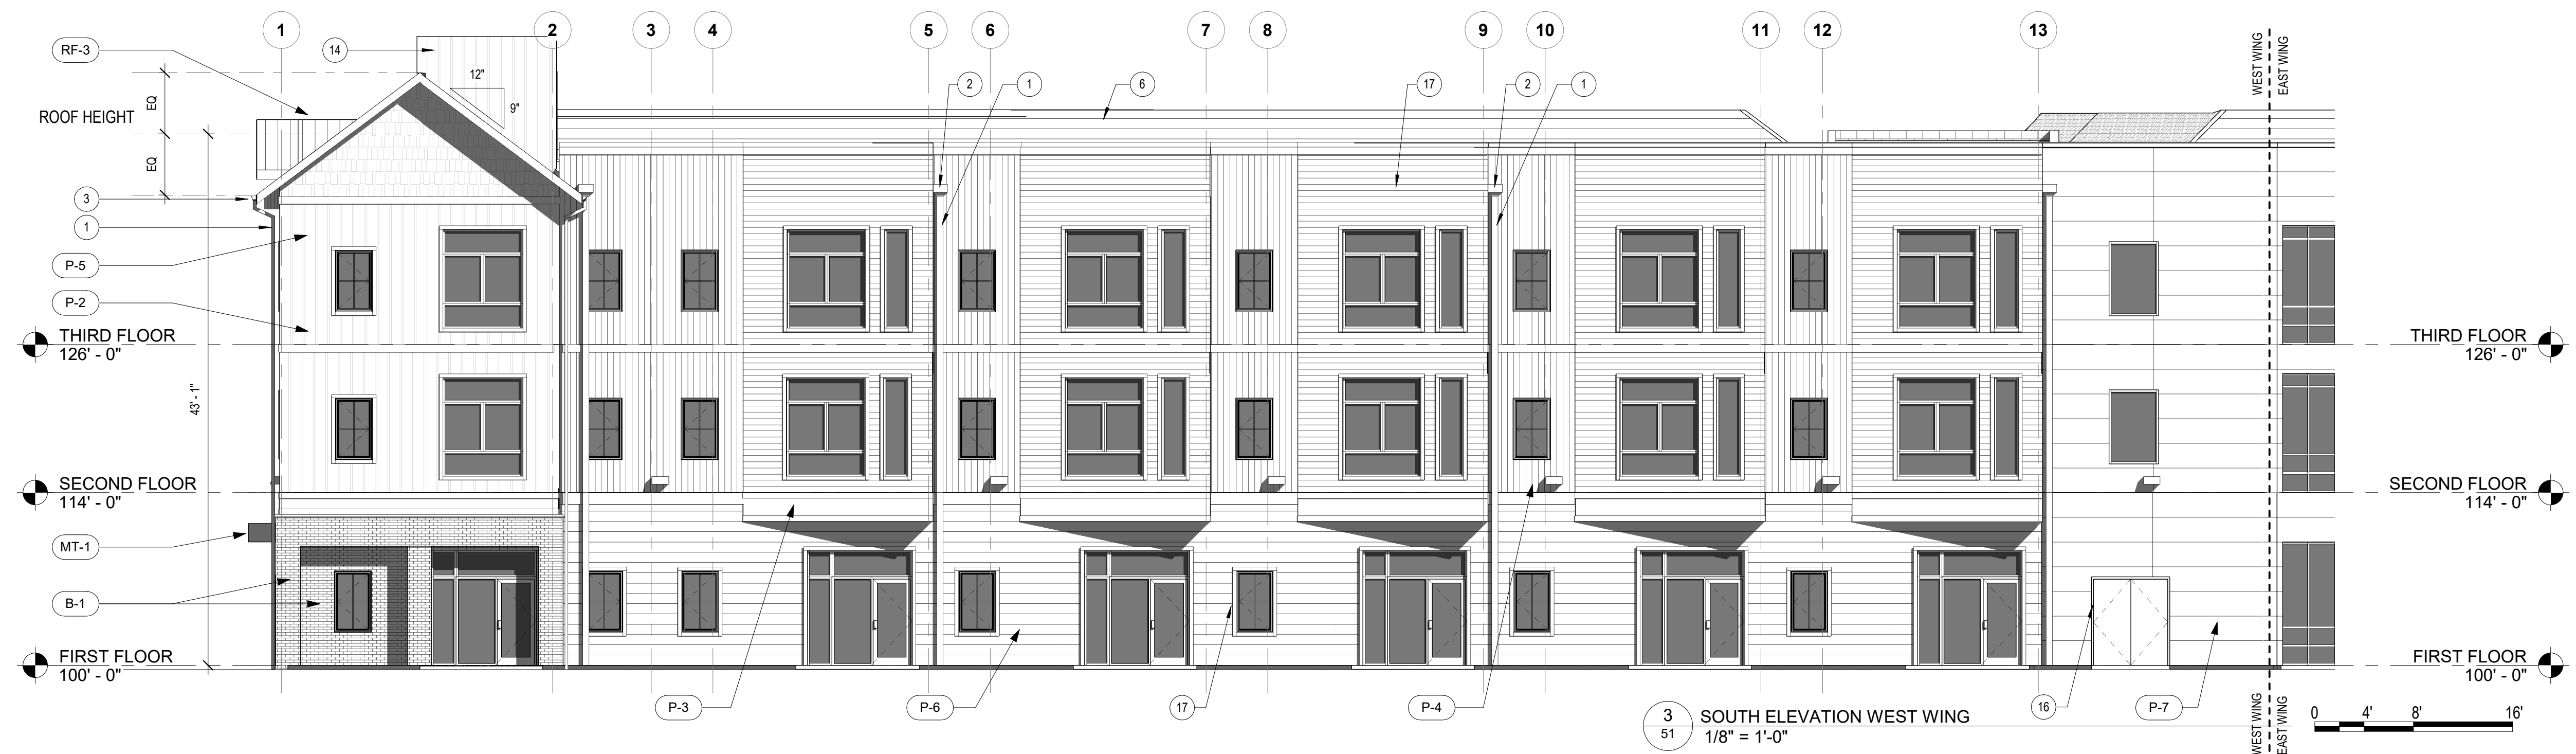 1 2 3 4 5 6 7 8 9 10 11 12 13
WEST WING
EAST WING
RF-3
14
12"
9"
2
1
6
17
2
1
EQ
ROOF HEIGHT
EQ
3
1
P-5
P-2
THIRD FLOOR
126' - 0"
THIRD FLOOR
126' - 0"
43' - 1"
SECOND FLOOR
114' - 0"
SECOND FLOOR
114' - 0"
MT-1
B-1
FIRST FLOOR
100' - 0"
FIRST FLOOR
100' - 0"
P-3
P-6
17
P-4
16
P-7
3
51
SOUTH ELEVATION WEST WING
1/8" = 1'-0"
WEST WING
EAST WING
0 4' 8' 16'